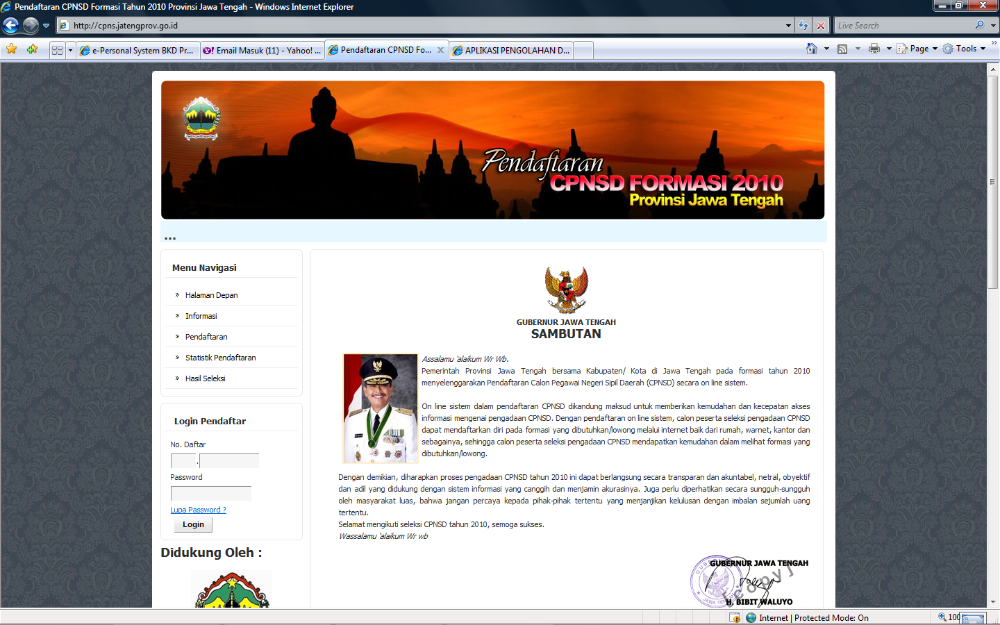 Pendaftaran CPNSD Formasi Tahun 2010 Provinsi Jawa Tengah - Windows Internet Explorer
http://cpns.jatengprov.go.id
Live Search
e-Personal System BKD Pr...
Email Masuk (11) - Yahoo! ...
Pendaftaran CPNSD Fo...
APLIKASI PENGOLAHAN D...
Page
Tools
Pendaftaran
CPNSD FORMASI 2010
Provinsi Jawa Tengah
...
Menu Navigasi
Halaman Depan
Informasi
Pendaftaran
Statistik Pendaftaran
Hasil Seleksi
Login Pendaftar
No. Daftar
.
Password
Lupa Password ?
Login
Didukung Oleh :
GUBERNUR JAWA TENGAH
SAMBUTAN
Assalamu 'alaikum Wr Wb.
Pemerintah Provinsi Jawa Tengah bersama Kabupaten/ Kota di Jawa Tengah pada formasi tahun 2010
menyelenggarakan Pendaftaran Calon Pegawai Negeri Sipil Daerah (CPNSD) secara on line sistem.
On line sistem dalam pendaftaran CPNSD dikandung maksud untuk memberikan kemudahan dan kecepatan akses
informasi mengenai pengadaan CPNSD. Dengan pendaftaran on line sistem, calon peserta seleksi pengadaan CPNSD
dapat mendaftarkan diri pada formasi yang dibutuhkan/lowong melalui internet baik dari rumah, warnet, kantor dan
sebagainya, sehingga calon peserta seleksi pengadaan CPNSD mendapatkan kemudahan dalam melihat formasi yang
dibutuhkan/lowong.
Dengan demikian, diharapkan proses pengadaan CPNSD tahun 2010 ini dapat berlangsung secara transparan dan akuntabel, netral, obyektif
dan adil yang didukung dengan sistem informasi yang canggih dan menjamin akurasinya. Juga perlu diperhatikan secara sungguh-sungguh
oleh masyarakat luas, bahwa jangan percaya kepada pihak-pihak tertentu yang menjanjikan kelulusan dengan imbalan sejumlah uang
tertentu.
Selamat mengikuti seleksi CPNSD tahun 2010, semoga sukses.
Wassalamu 'alaikum Wr wb
GUBERNUR JAWA TENGAH
[copy]
H. BIBIT WALUYO
Internet | Protected Mode: On